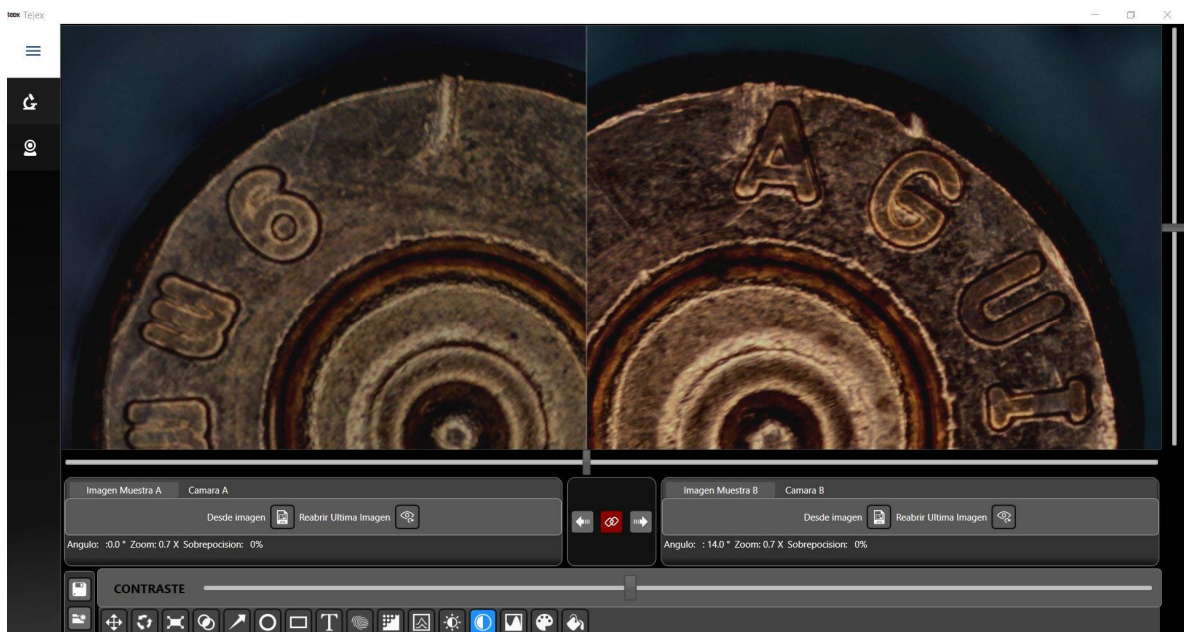 teex Telex
6
M
M
A
G
U
I
Imagen Muestra A Camara A
Desde imagen Reabrir Ultima Imagen
Angulo: :0.0 ° Zoom: 0.7 X Sobreposicion: 0%
Imagen Muestra B Camara B
Desde imagen Reabrir Ultima Imagen
Angulo: : 14.0 ° Zoom: 0.7 X Sobreposicion: 0%
CONTRASTE
T